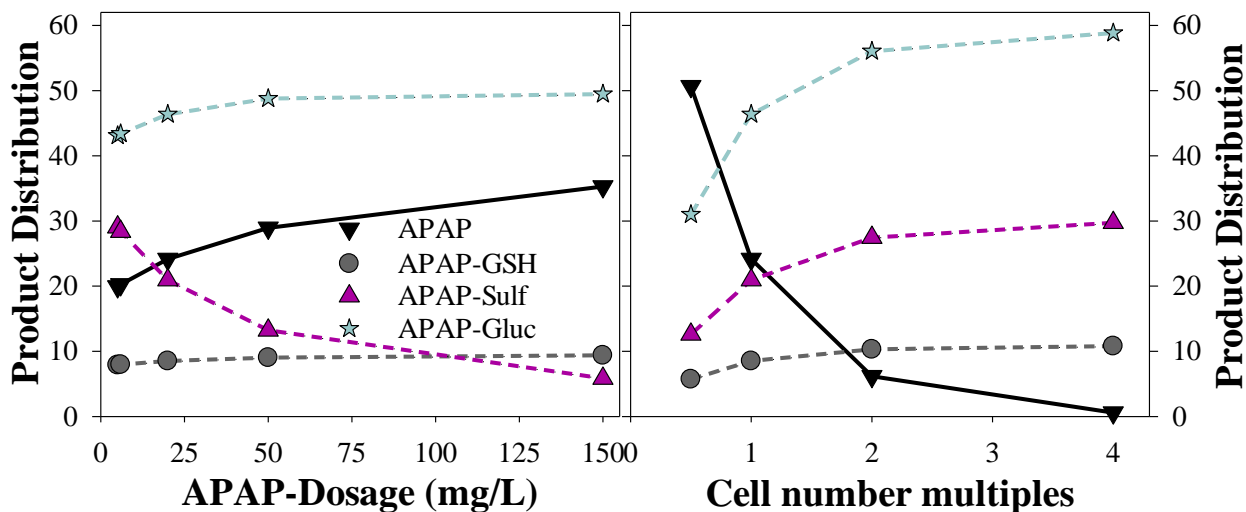 Product Distribution
60
50
40
30
20
10
0
APAP
APAP-GSH
APAP-Sulf
APAP-Gluc
0 25 50 75 100 125 150
APAP-Dosage (mg/L)
0
1 2 3 4
Cell number multiples
60
50
40
30
20
10
0
Product Distribution